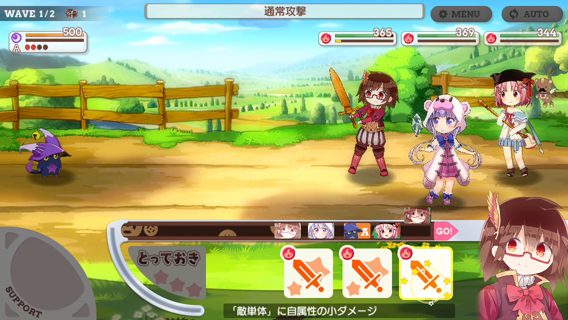 WAVE 1/2
1
通常攻撃
MENU
AUTO
500
A
365
369
344
GO!
とっておき
SUPPORT
「敵単体」に自属性の小ダメージ